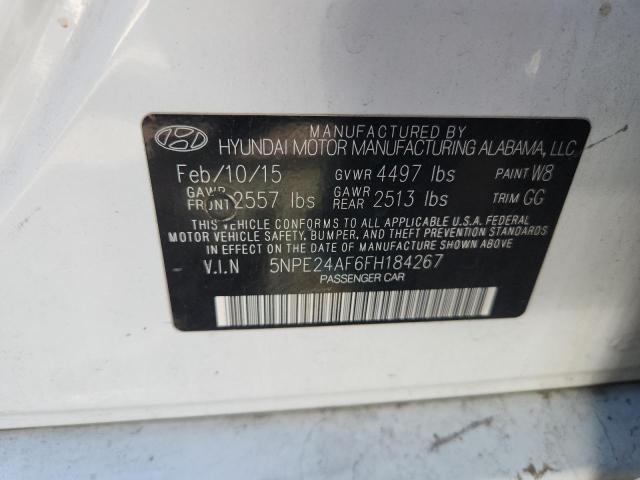 MANUFACTURED BY
HYUNDAI MOTOR MANUFACTURING ALABAMA, LLC
Feb/10/15 GVWR 4497 lbs PAINT W8
GAWR FRONT 2557 lbs GAWR REAR 2513 lbs TRIM GG
THIS VEHICLE CONFORMS TO ALL APPLICABLE U.S.A. FEDERAL
MOTOR VEHICLE SAFETY, BUMPER, AND
THEFT PREVENTION STANDARDS IN EFFECT ON THE DATE OF MANUFACTURE SHOWN ABOVE.
V.I.N 5NPE24AF6FH184267
PASSENGER CAR